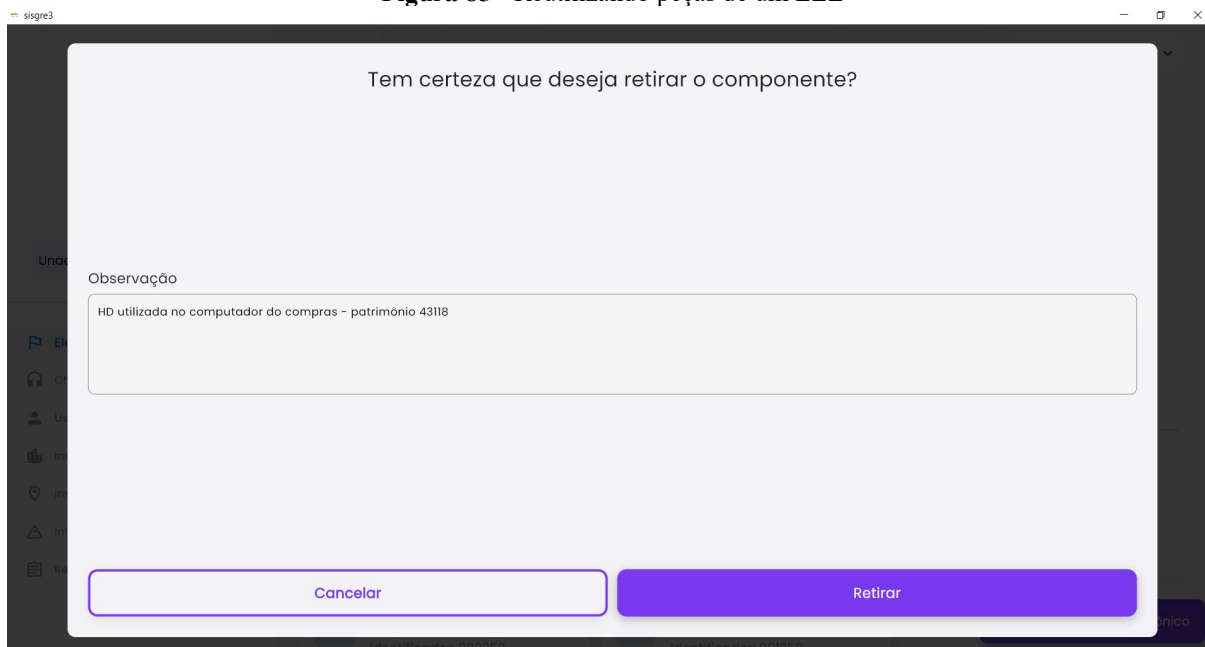 sisgre3
Tem certeza que deseja retirar o componente?
Observação
HD utilizada no computador do compras - patrimônio 43118
Cancelar
Retirar